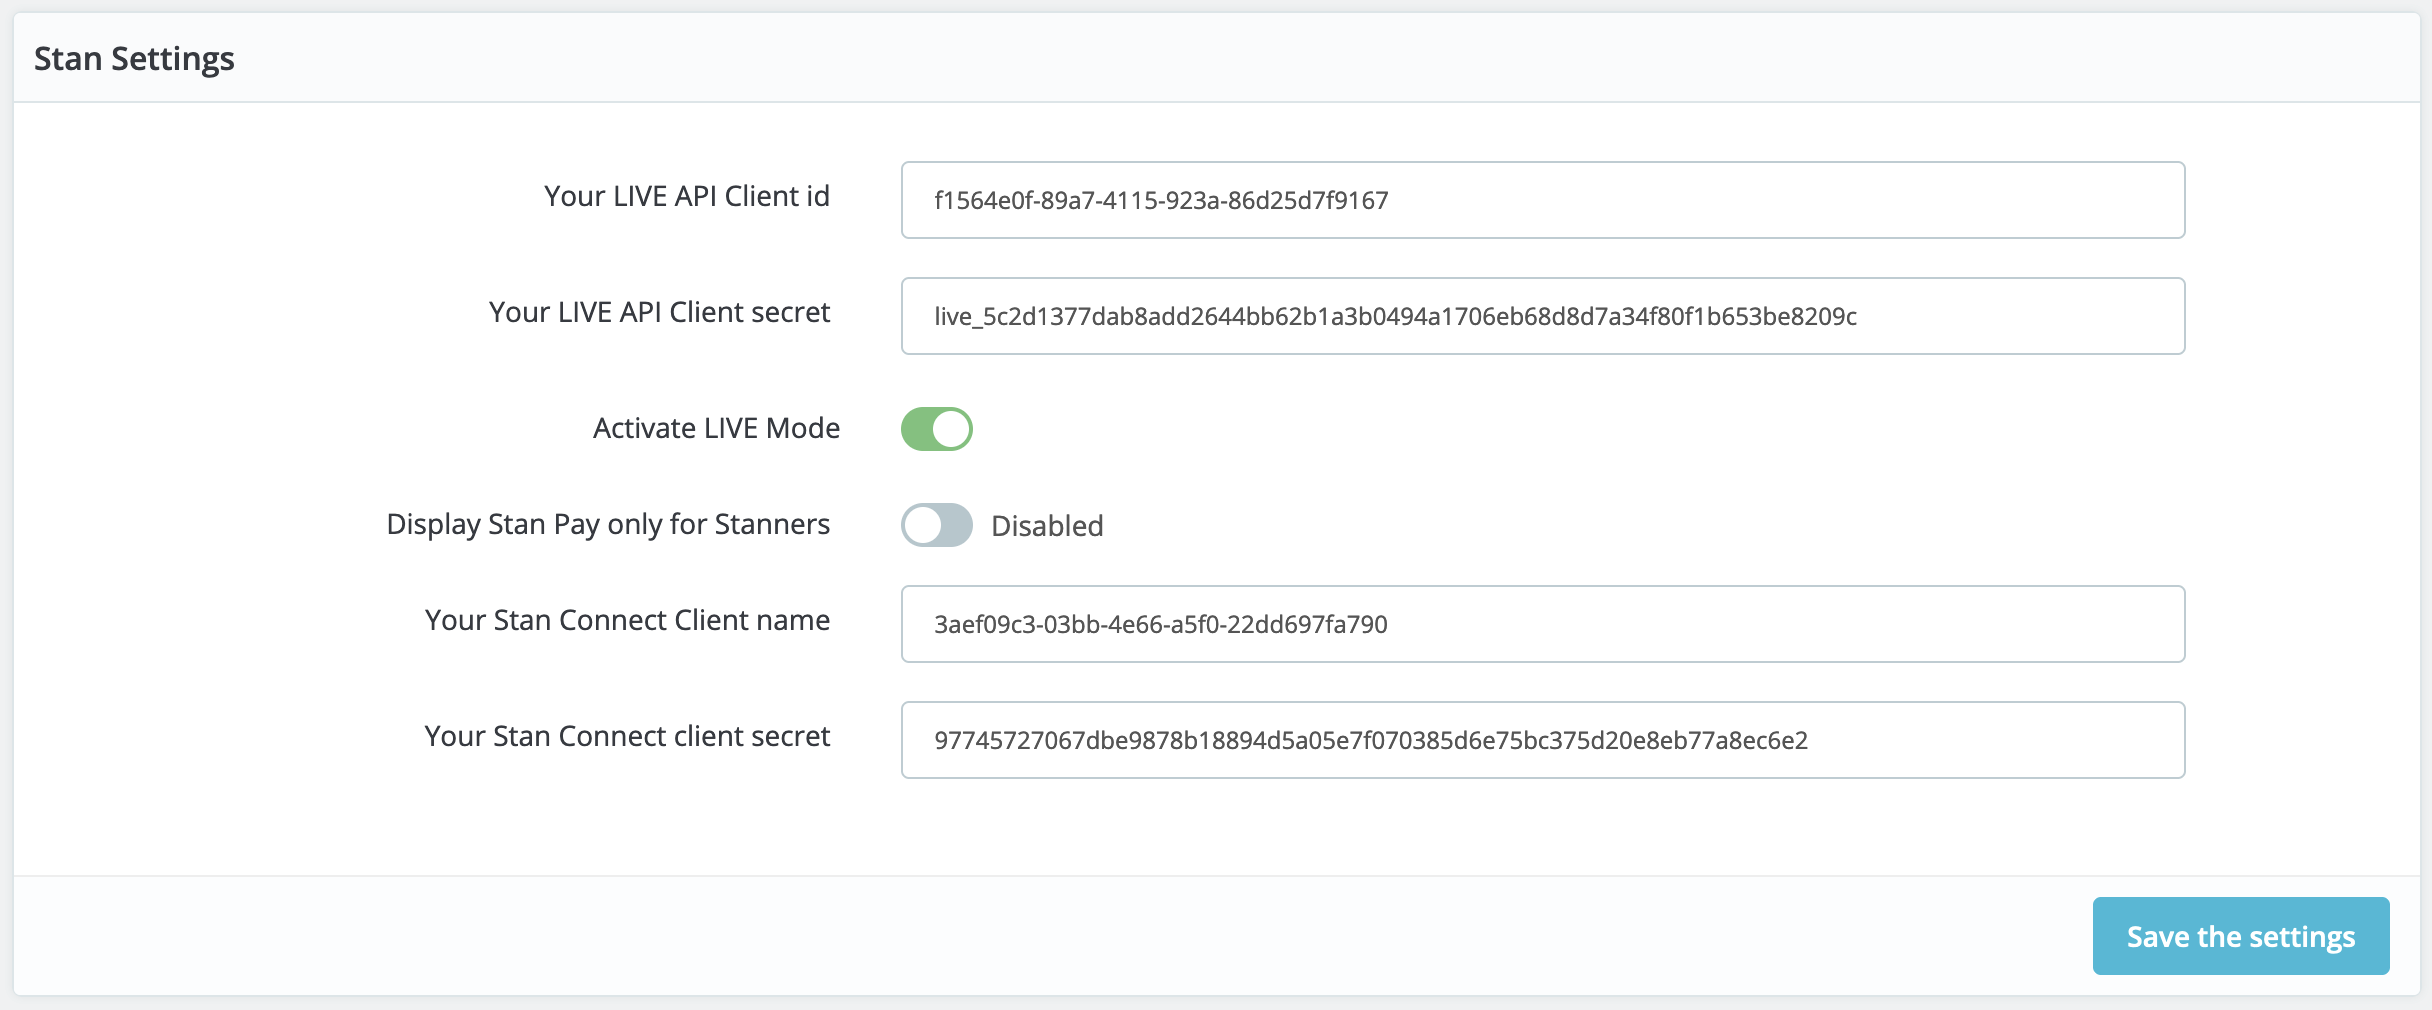 Stan Settings
Your LIVE API Client id
f1564e0f-89a7-4115-923a-86d25d7f9167
Your LIVE API Client secret
live_5c2d1377dab8add2644bb62b1a3b0494a1706eb68d8d7a34f80f1b653be8209c
Activate LIVE Mode
Display Stan Pay only for Stanners
Disabled
Your Stan Connect Client name
3aef09c3-03bb-4e66-a5f0-22dd697fa790
Your Stan Connect client secret
97745727067dbe9878b18894d5a05e7f070385d6e75bc375d20e8eb77a8ec6e2
Save the settings